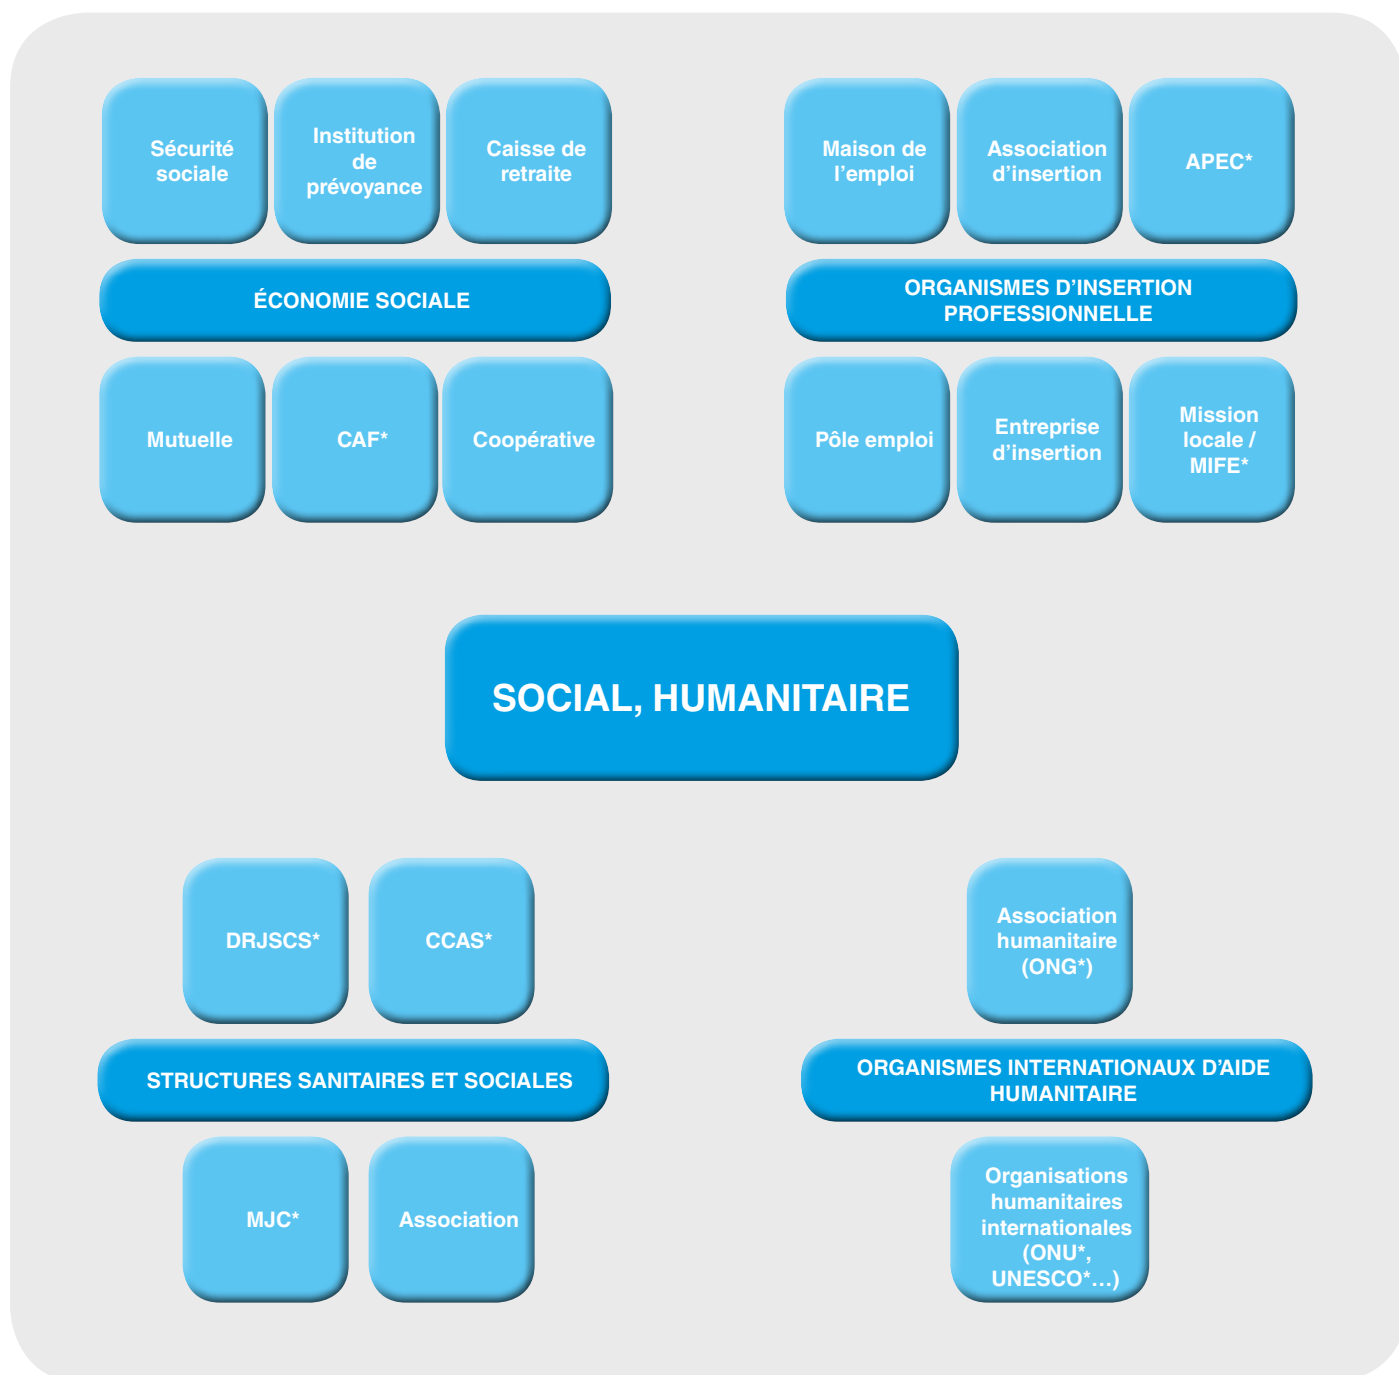 Sécurité
sociale
Institution
de
prévoyance
Caisse de
retraite
ÉCONOMIE SOCIALE
Mutuelle
CAF*
Coopérative
Maison de
l’emploi
Association
d’insertion
APEC*
ORGANISMES D’INSERTION
PROFESSIONNELLE
Pôle emploi
Entreprise
d’insertion
Mission
locale /
MIFE*
SOCIAL, HUMANITAIRE
DRJSCS*
CCAS*
STRUCTURES SANITAIRES ET SOCIALES
MJC*
Association
Association
humanitaire
(ONG*)
ORGANISMES INTERNATIONAUX D’AIDE
HUMANITAIRE
Organisations
humanitaires
internationales
(ONU*,
UNESCO*…)